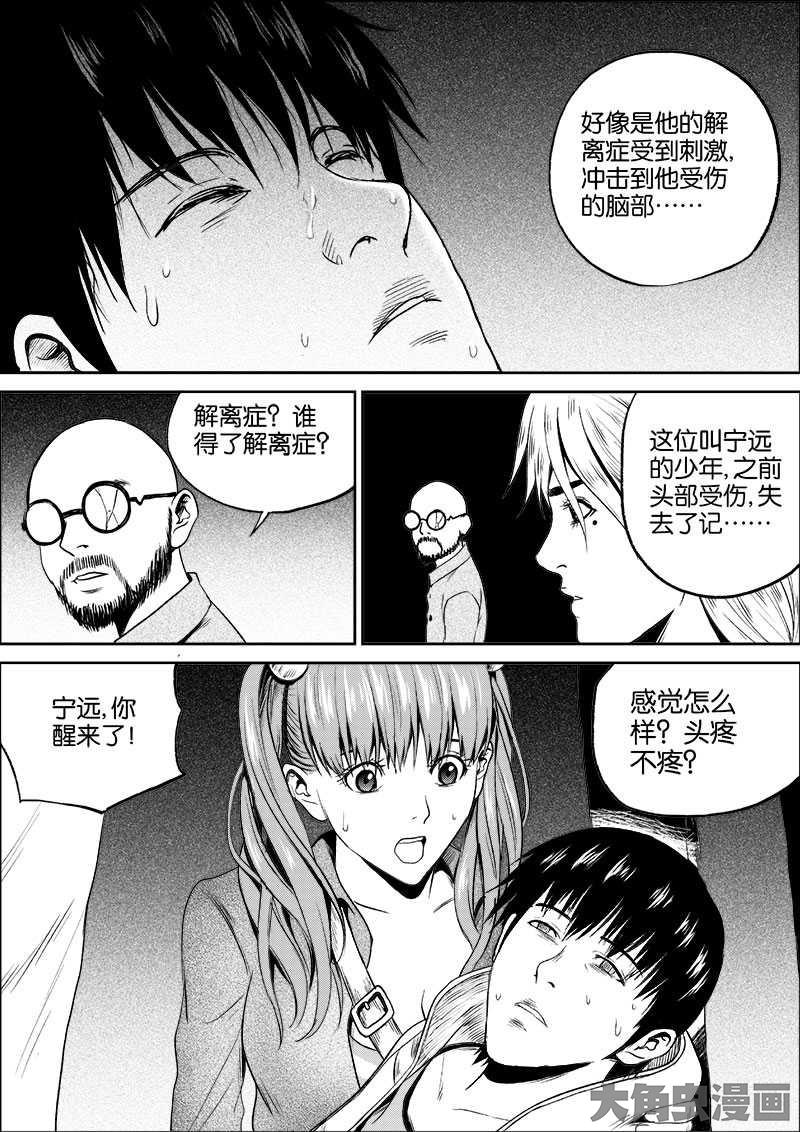 好像是他的解
离症受到刺激,
冲击到他受伤
的脑部……
解离症？谁
得了解离症？
这位叫宁远
的少年,之前
头部受伤,失
去了记……
宁远,你
醒来了！
感觉怎么
样？头疼
不疼？
大角虫漫画